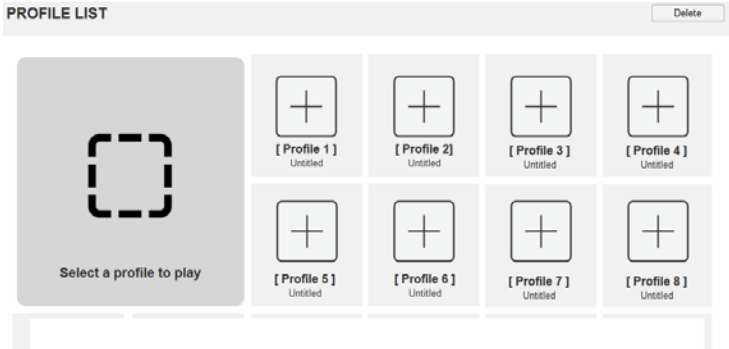 PROFILE LIST
Delete
[ Profile 1 ]
Untitled
[ Profile 2]
Untitled
[ Profile 3 ]
Untitled
[ Profile 4 ]
Untitled
Select a profile to play
[ Profile 5 ]
Untitled
[ Profile 6 ]
Untitled
[ Profile 7 ]
Untitled
[ Profile 8 ]
Untitled